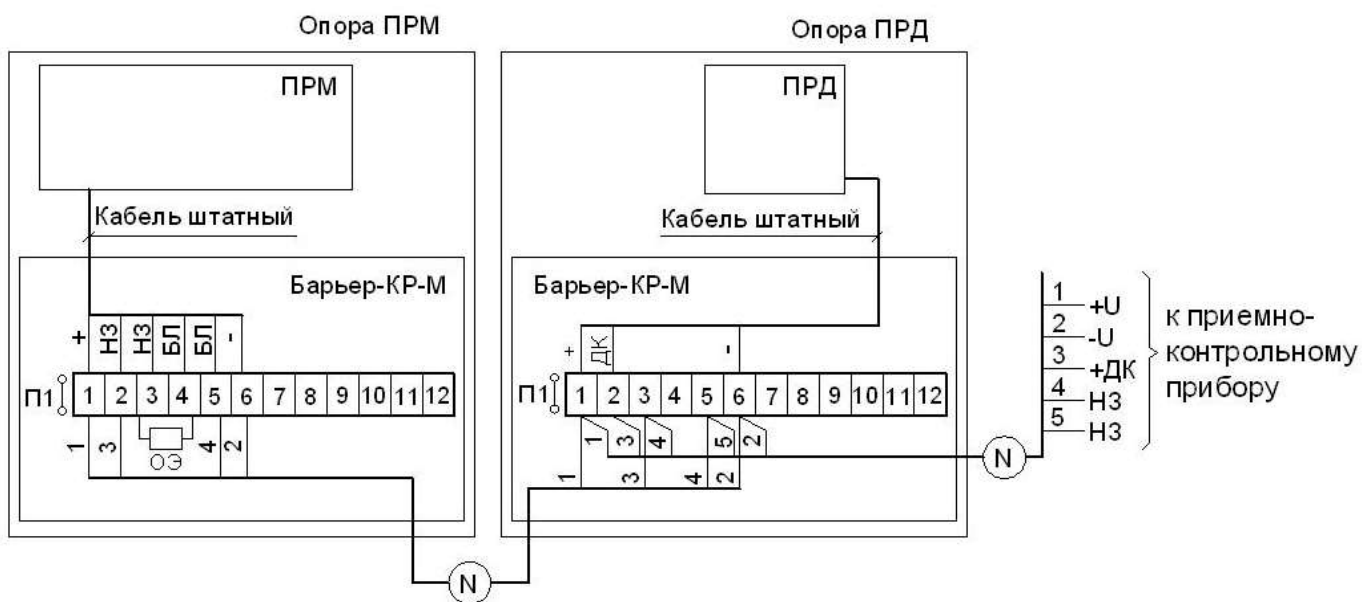 Опора ПРМ
Опора ПРД
ПРМ
ПРД
Кабель штатный
Кабель штатный
Барьер-КР-М
Барьер-КР-М
+ НЗ НЗ БЛ БЛ -
+ ДК -
П1 1 2 3 4 5 6 7 8 9 10 11 12
П1 1 2 3 4 5 6 7 8 9 10 11 12
1 3 4 2
ОЭ
1 3 4 5 2
1 3 4 2
N
N
1 +U
2 -U
3 +ДК
4 НЗ
5 НЗ
к приемно-
контрольному
прибору